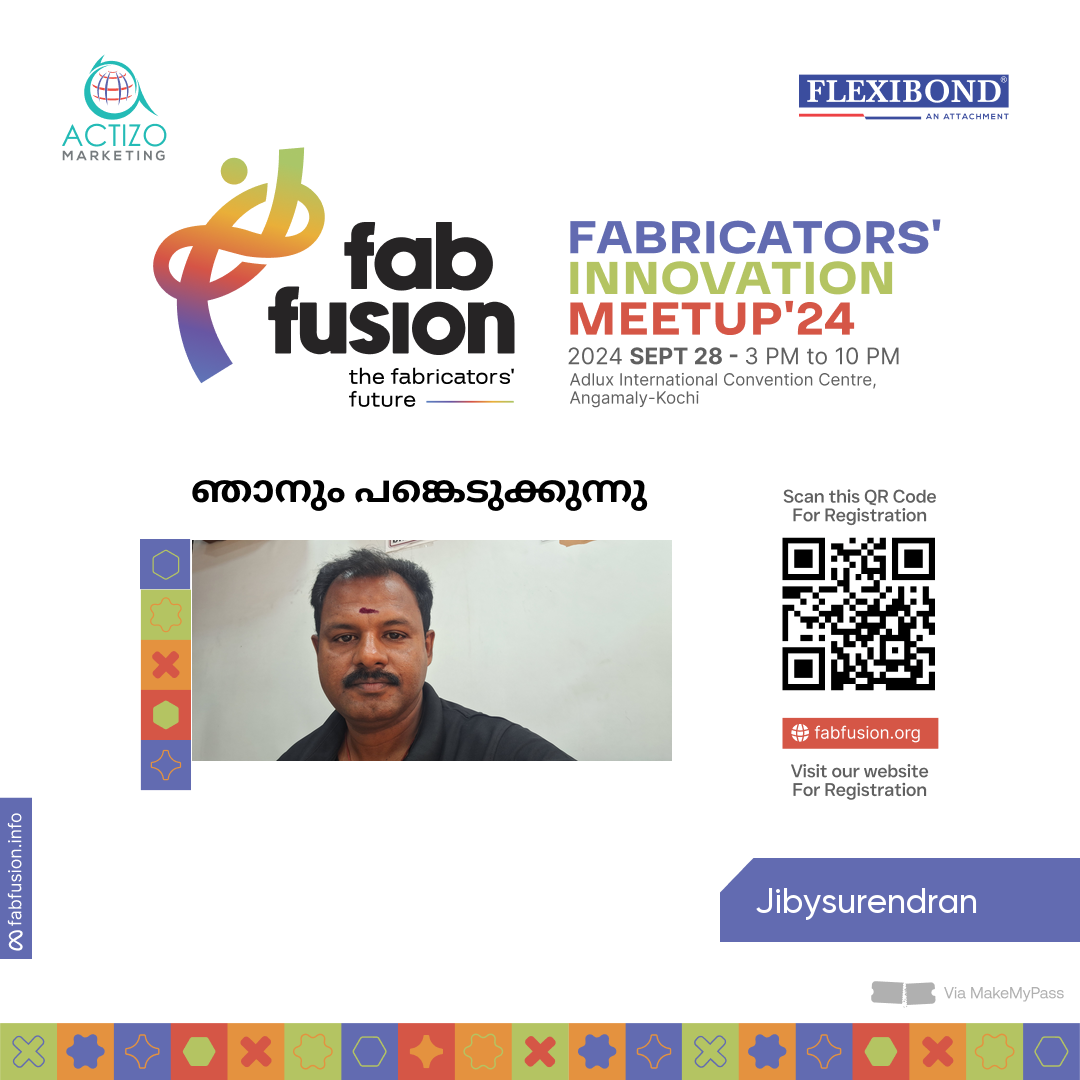 ACTIZO
MARKETING
FLEXIBOND®
AN ATTACHMENT
fab
fusion
the fabricators'
future
FABRICATORS'
INNOVATION
MEETUP'24
2024 SEPT 28 - 3 PM to 10 PM
Adlux International Convention Centre,
Angamaly-Kochi
ഞാനും പങ്കെടുക്കുന്നു
Scan this QR Code
For Registration
fabfusion.org
Visit our website
For Registration
fabfusion.info
Jibysurendran
Via MakeMyPass